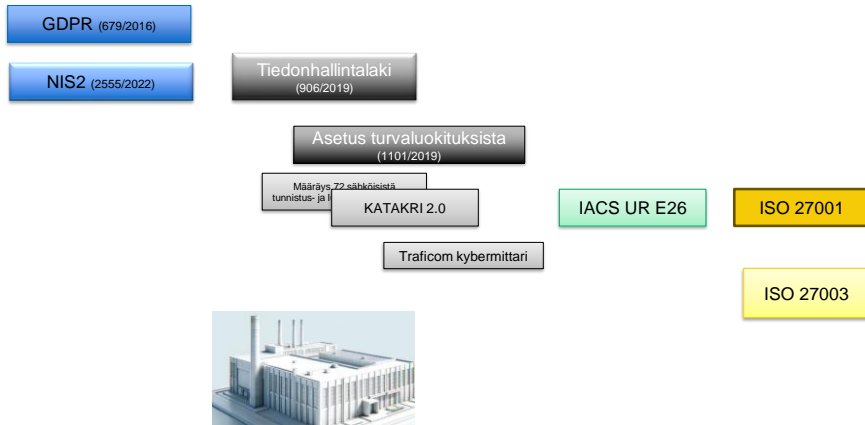 GDPR (679/2016)
NIS2 (2555/2022)
Tiedonhallintalaki
(906/2019)
Asetus turvaluokituksista
(1101/2019)
Määräys 72 sähköisistä
tunnistus- ja
KATAKRI 2.0
IACS UR E26
ISO 27001
Traficom kybermittari
ISO 27003